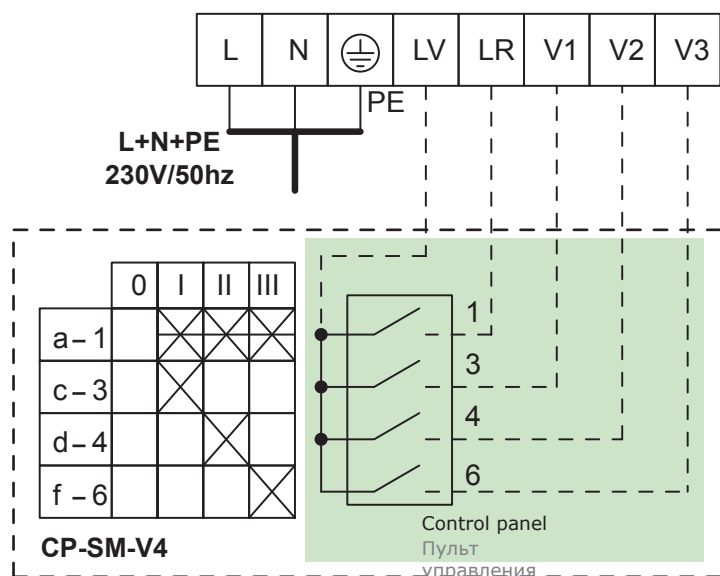 L N LV LR V1 V2 V3
PE
L+N+PE
230V/50hz
0 I II III
a – 1
c – 3
d – 4
f – 6
1
3
4
6
CP-SM-V4
Control panel
Пульт
управления